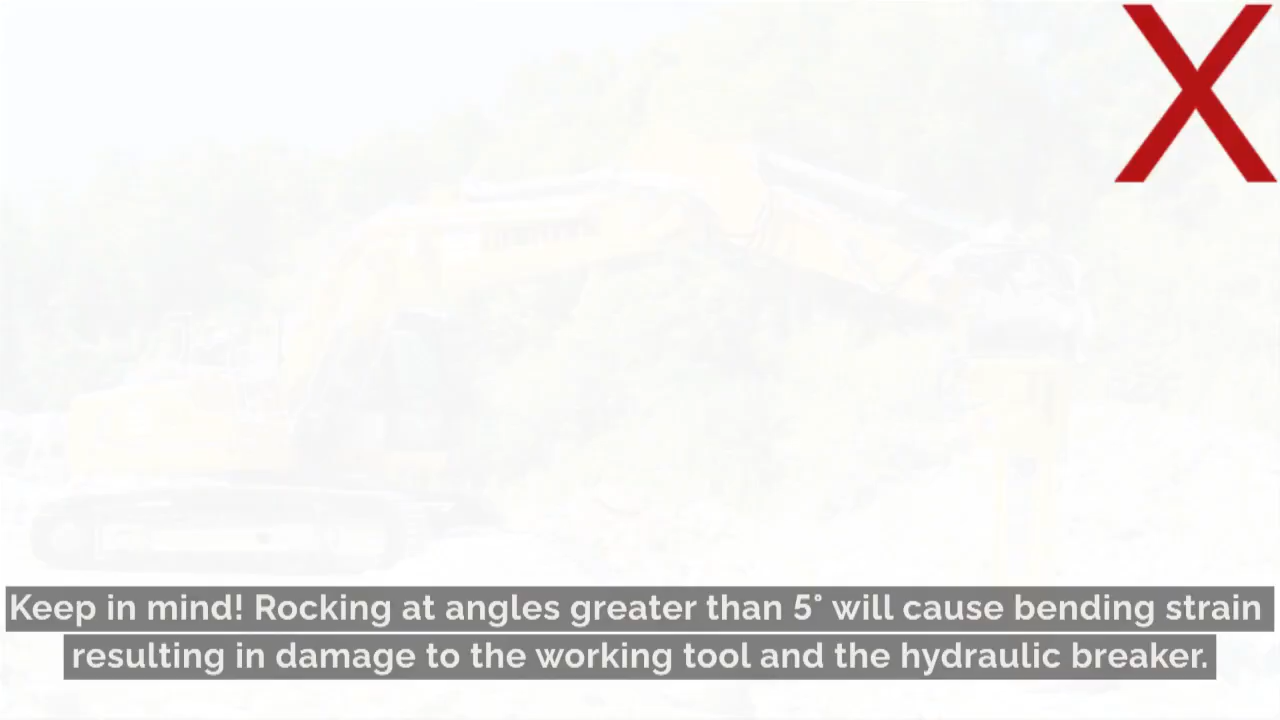 X
Keep in mind! Rocking at angles greater than 5° will cause bending strain
resulting in damage to the working tool and the hydraulic breaker.